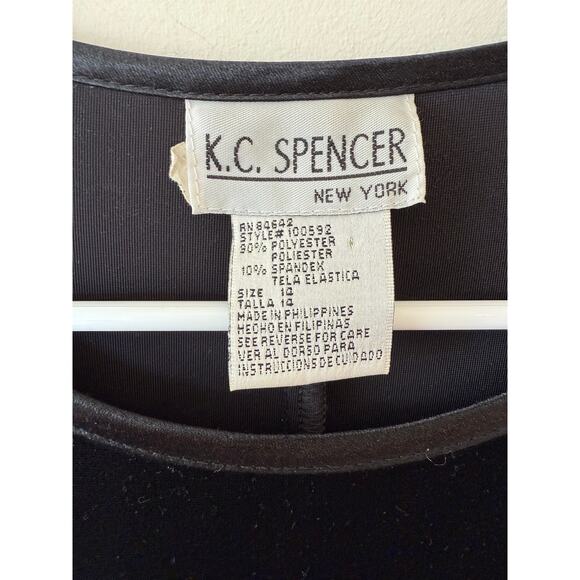 K.C. SPENCER
NEW YORK
RN 84642
STYLE# 100592
90% POLYESTER
POLIESTER
10% SPANDEX
TELA ELASTICA
SIZE 14
TALLA 14
MADE IN PHILIPPINES
HECHO EN FILIPINAS
SEE REVERSE FOR CARE
VER AL DORSO PARA
INSTRUCCIONES DE CUIDADO